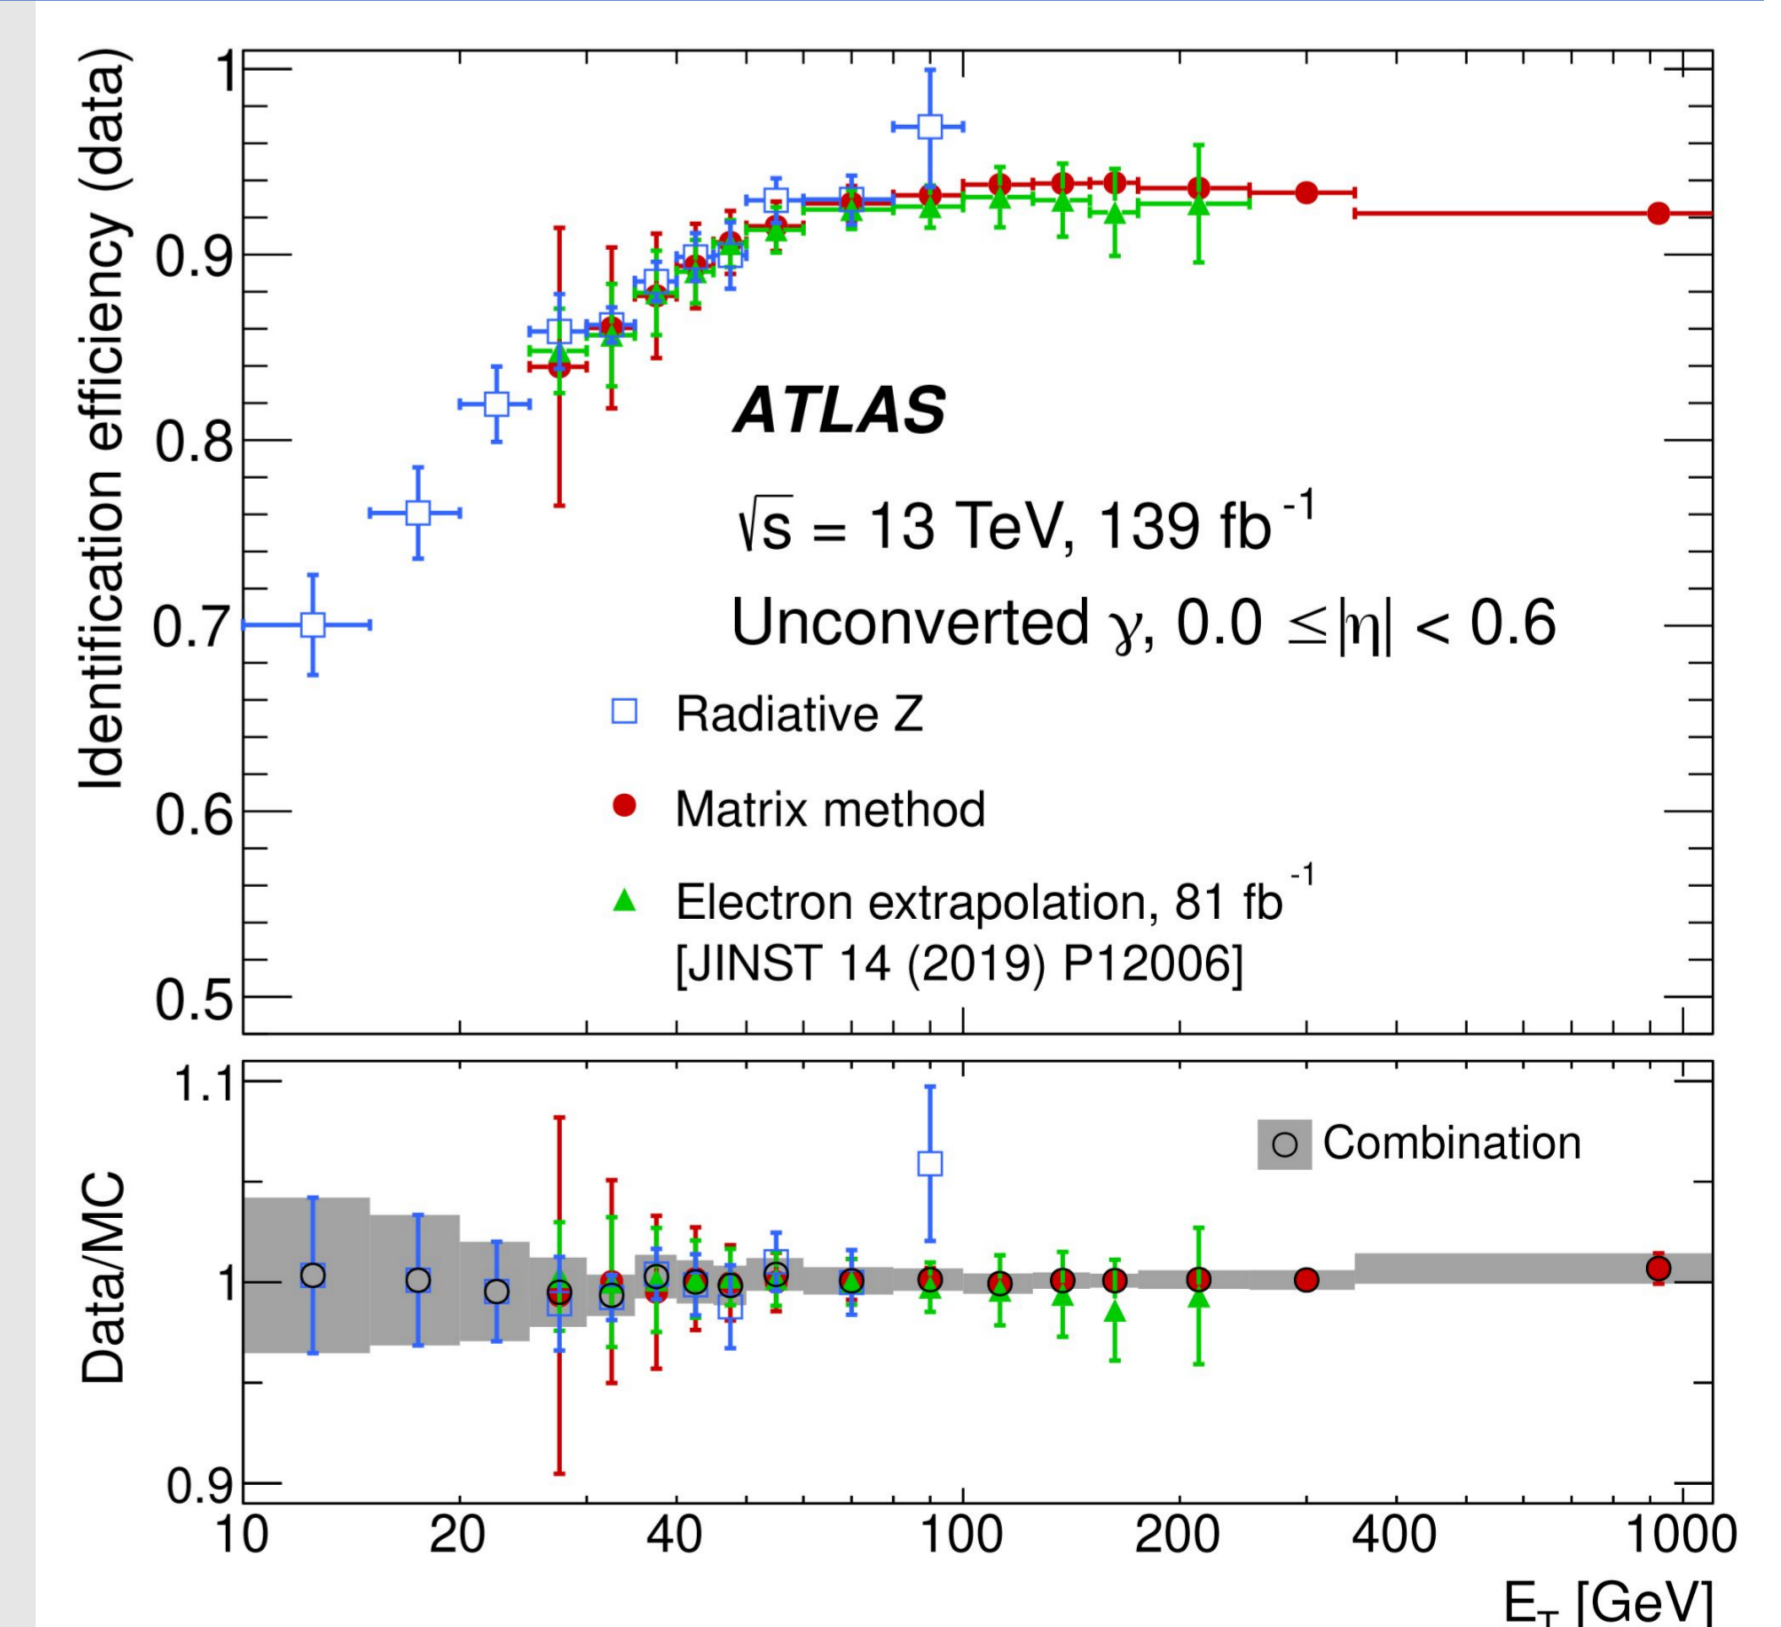 Identification efficiency (data)
1
0.9
0.8
0.7
0.6
0.5
ATLAS
√s = 13 TeV, 139 fb⁻¹
Unconverted γ, 0.0 ≤|η| < 0.6
Radiative Z
Matrix method
Electron extrapolation, 81 fb⁻¹
[JINST 14 (2019) P12006]
Data/MC
1.1
1
0.9
Combination
10 20 40 100 200 400 1000
E_T [GeV]